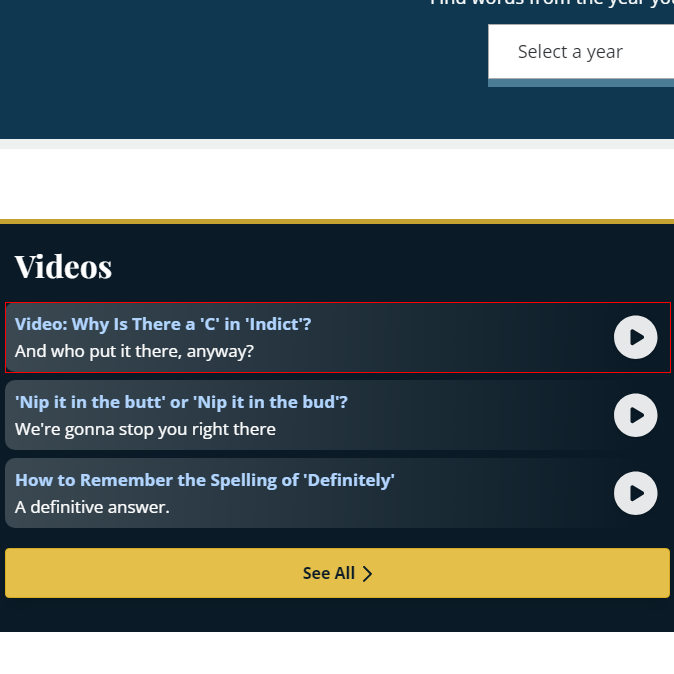 Find words from the year you
Select a year
Videos
Video: Why Is There a 'C' in 'Indict'?
And who put it there, anyway?
'Nip it in the butt' or 'Nip it in the bud'?
We're gonna stop you right there
How to Remember the Spelling of 'Definitely'
A definitive answer.
See All